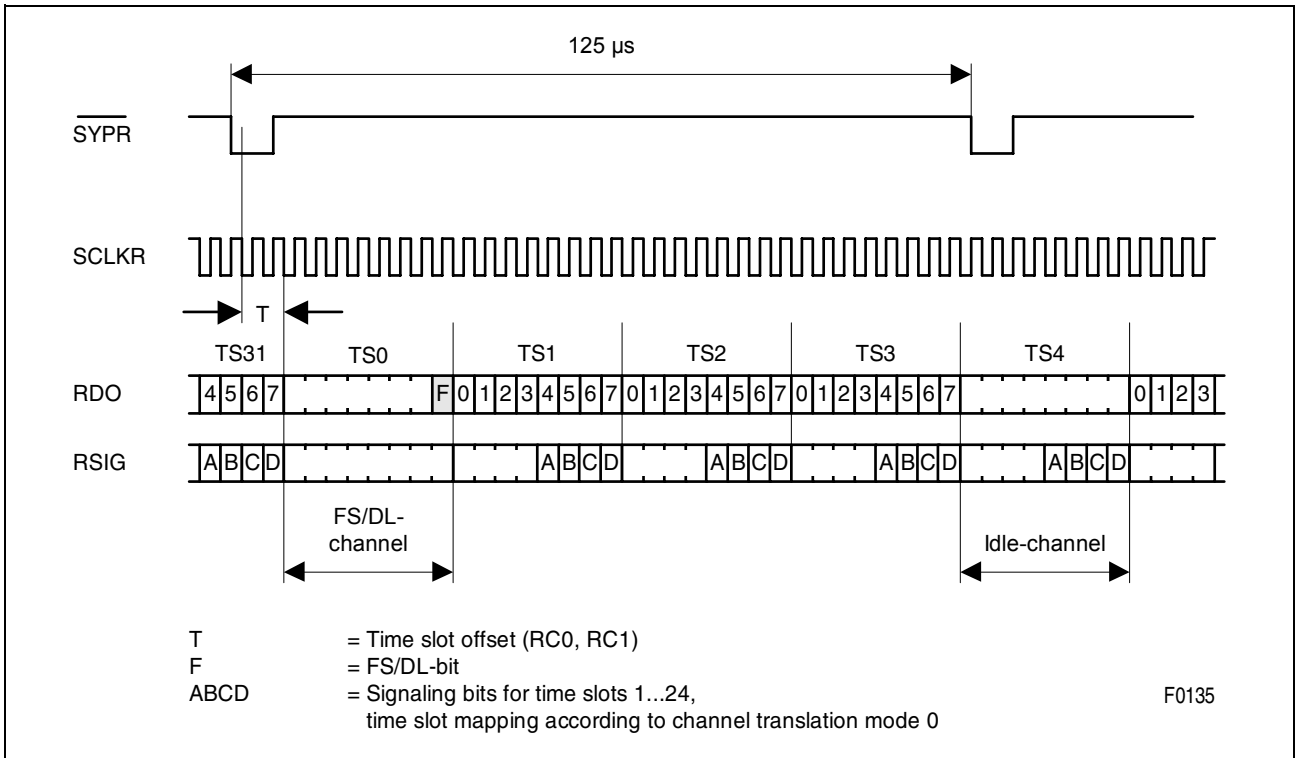 125 µs
SYPR
SCLKR
T
TS31 TS0 TS1 TS2 TS3 TS4
RDO 4 5 6 7 F 0 1 2 3 4 5 6 7 0 1 2 3 4 5 6 7 0 1 2 3 4 5 6 7 0 1 2 3
RSIG A B C D A B C D A B C D A B C D A B C D
FS/DL-
channel
Idle-channel
T = Time slot offset (RC0, RC1)
F = FS/DL-bit
ABCD = Signaling bits for time slots 1...24,
time slot mapping according to channel translation mode 0
F0135